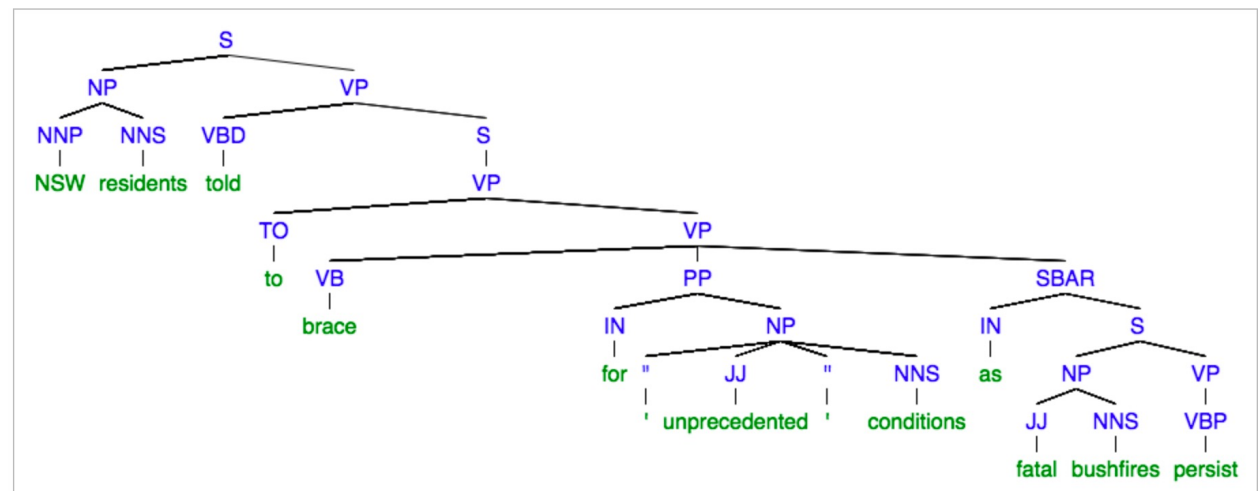 S
NP VP
NNP NNS VBD S
NSW residents told VP
TO VP
to VB PP SBAR
brace IN NP IN S
for " JJ " NNS as NP VP
' unprecedented ' conditions JJ NNS VBP
fatal bushfires persist